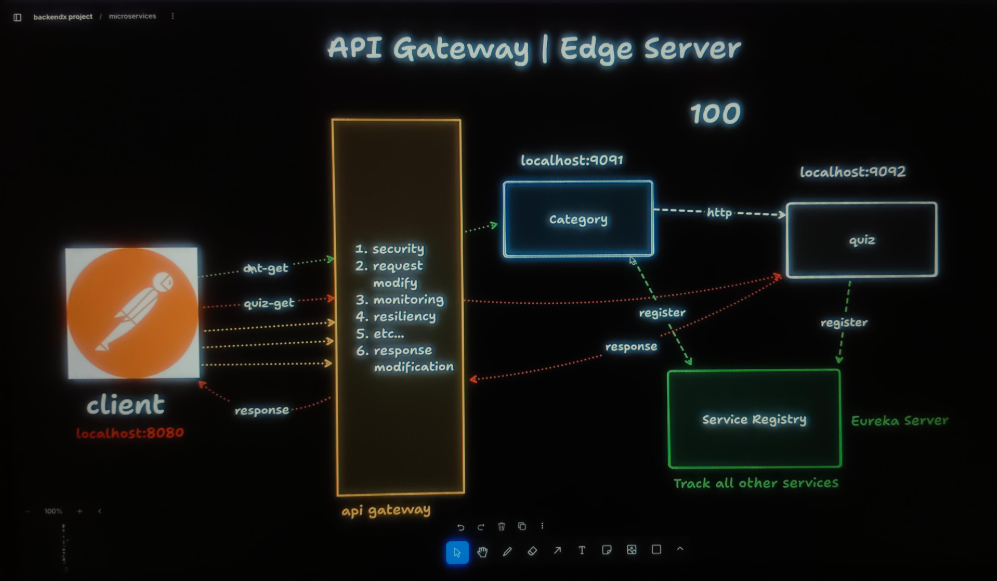 backendx project / microservices
API Gateway | Edge Server
100
localhost:9091
localhost:9092
Category
http
quiz
1. security
2. request
modify
3. monitoring
4. resiliency
5. etc...
6. response
modification
quiz-get
register
register
response
response
client
localhost:8080
Service Registry
Eureka Server
Track all other services
api gateway
100%
T